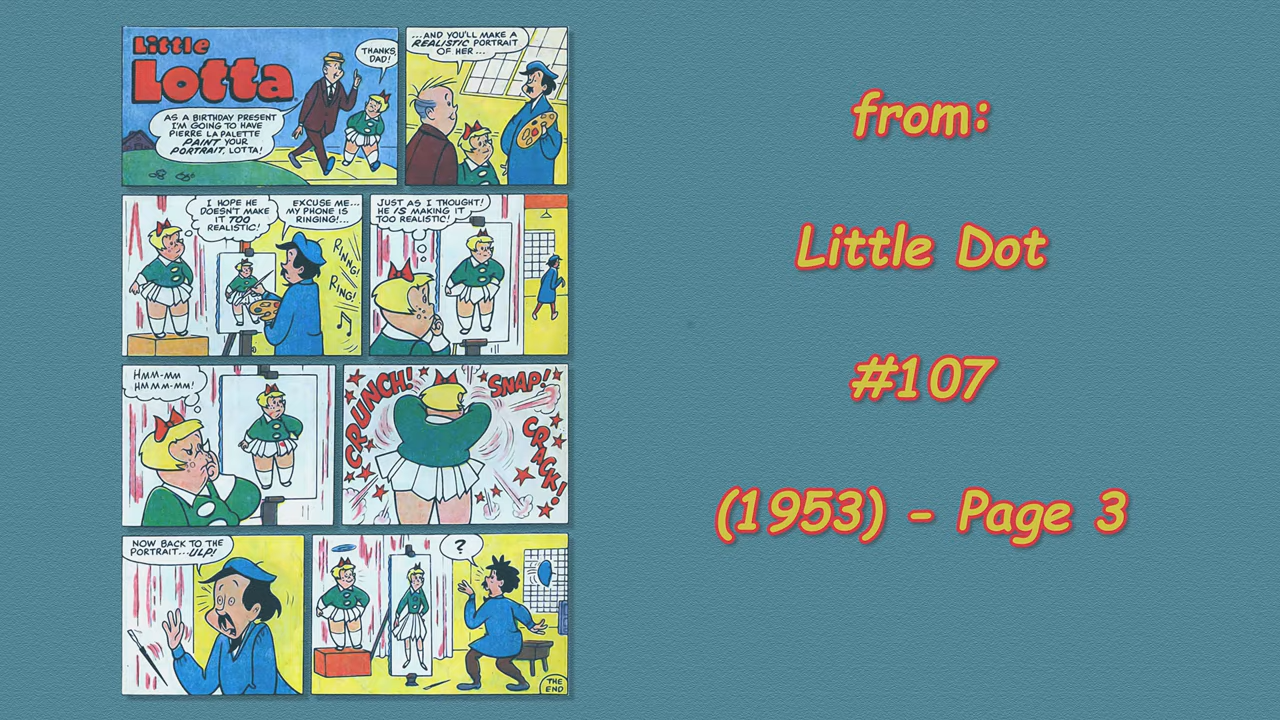 Little
Lotta
THANKS,
DAD!
AS A BIRTHDAY PRESENT
I'M GOING TO HAVE
PIERRE LA PALETTE
PAINT YOUR
PORTRAIT, LOTTA!
...AND YOU'LL MAKE A
REALISTIC PORTRAIT
OF HER...
I HOPE HE
DOESN'T MAKE
IT TOO
REALISTIC!
EXCUSE ME...
MY PHONE IS
RINGING!...
RINNG!
RING!
JUST AS I THOUGHT!
HE IS MAKING IT
TOO REALISTIC!
HMM-MM
HMMM-MM!
CRUNCH!
SNAP!
CRACK!
NOW BACK TO THE
PORTRAIT...ULP!
?
THE
END
from:
Little Dot
#107
(1953) - Page 3